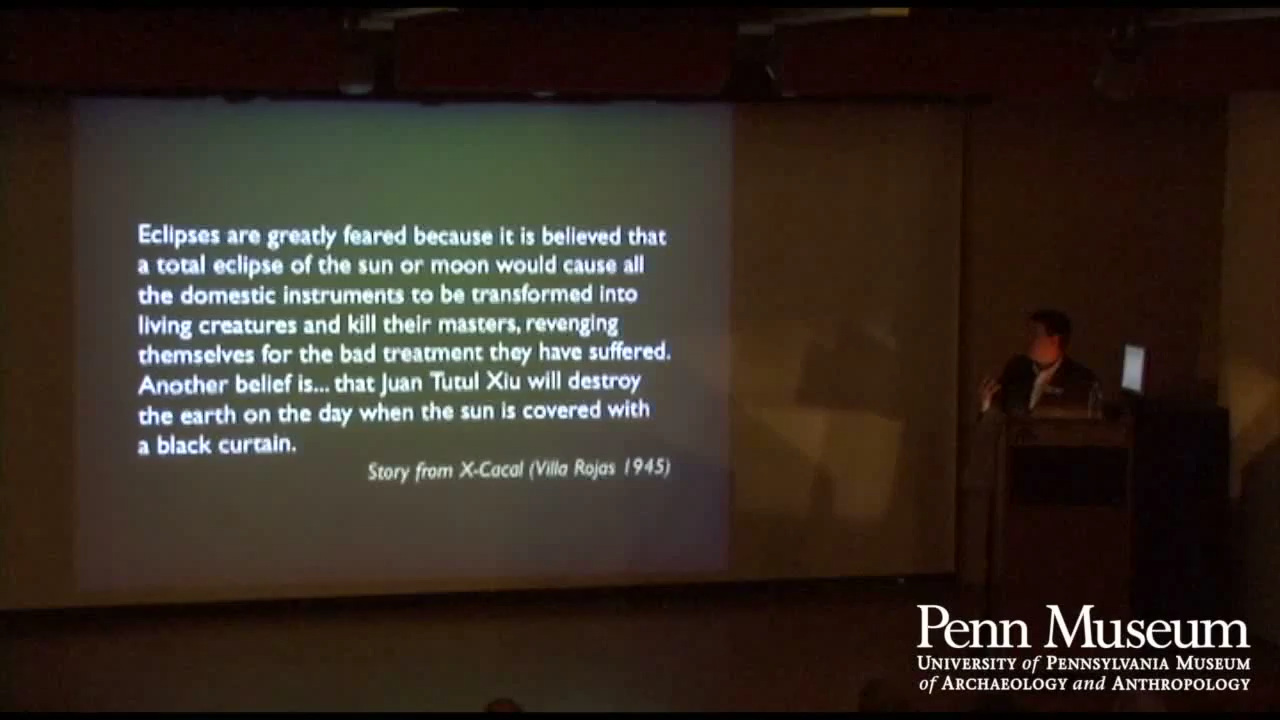 Eclipses are greatly feared because it is believed that
a total eclipse of the sun or moon would cause all
the domestic instruments to be transformed into
living creatures and kill their masters, revenging
themselves for the bad treatment they have suffered.
Another belief is... that Juan Tutul Xiu will destroy
the earth on the day when the sun is covered with
a black curtain.
Story from X-Cacal (Villa Rojas 1945)
Penn Museum
University of Pennsylvania Museum
of Archaeology and Anthropology